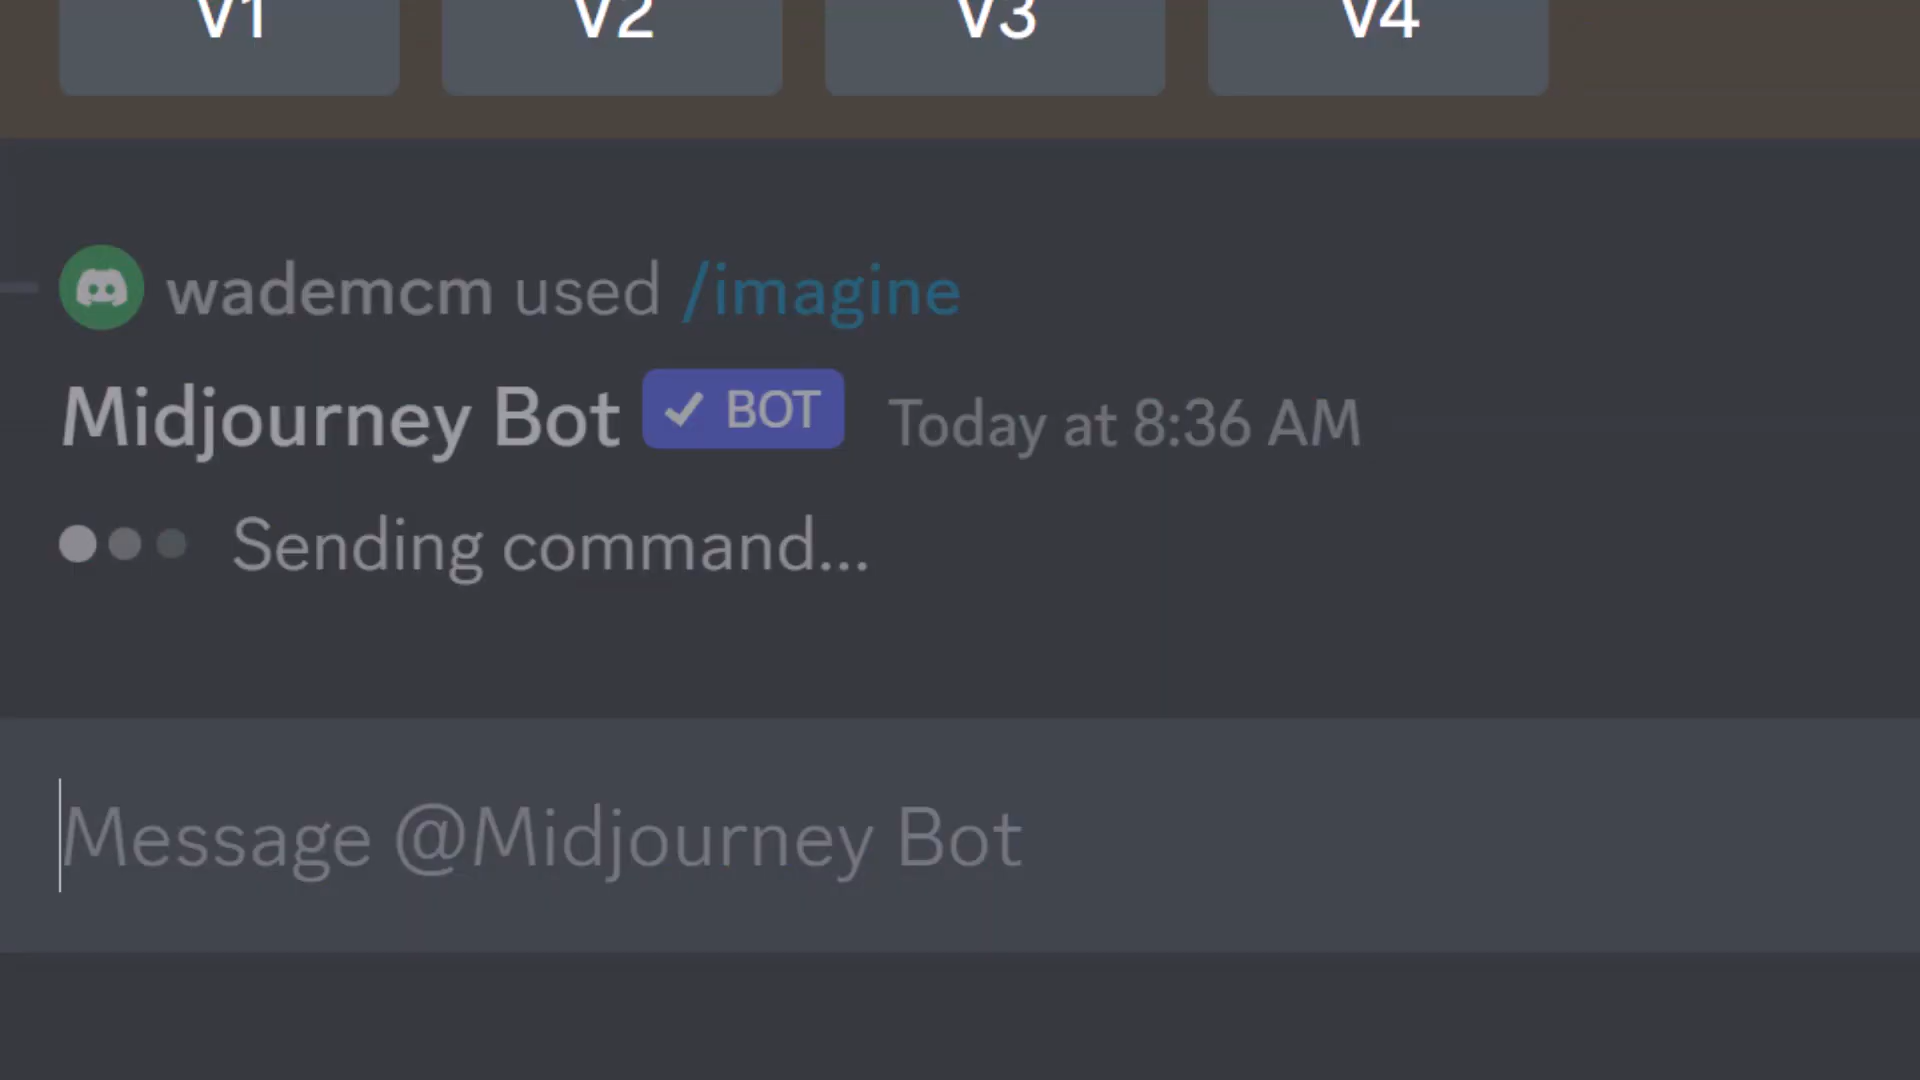 V1 V2 V3 V4
wademcm used /imagine
Midjourney Bot ✓ BOT Today at 8:36 AM
Sending command...
Message @Midjourney Bot